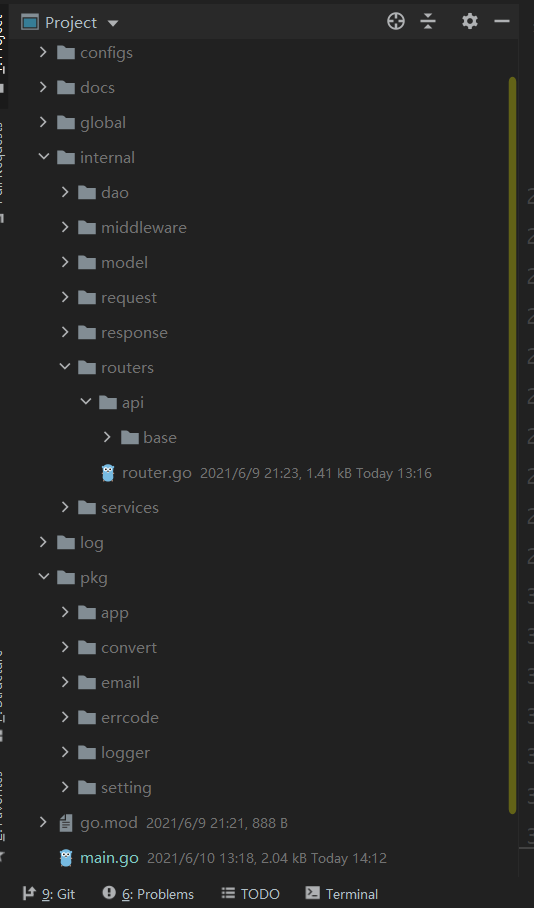 Project
configs
docs
global
internal
dao
middleware
model
request
response
routers
api
base
router.go 2021/6/9 21:23, 1.41 kB Today 13:16
services
log
pkg
app
convert
email
errcode
logger
setting
go.mod 2021/6/9 21:21, 888 B
main.go 2021/6/10 13:18, 2.04 kB Today 14:12
9: Git 6: Problems TODO Terminal